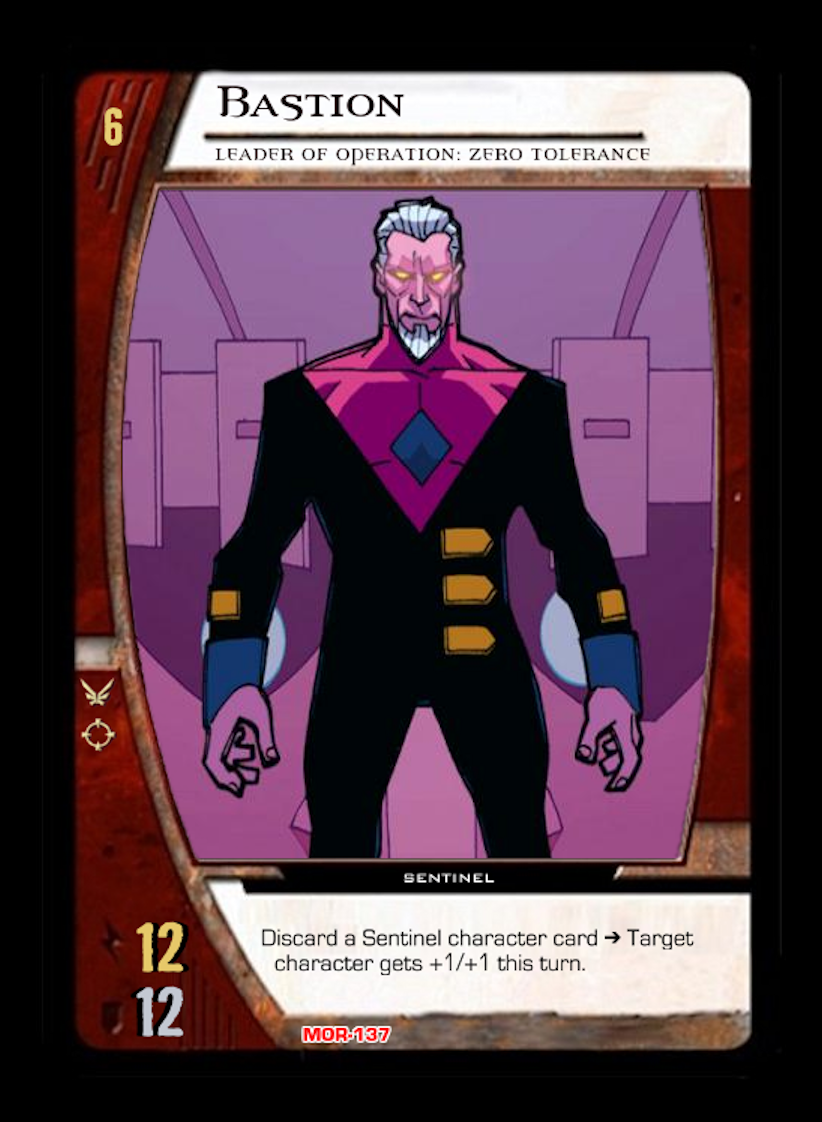 6
BASTION
LEADER OF OPERATION: ZERO TOLERANCE
SENTINEL
Discard a Sentinel character card → Target
character gets +1/+1 this turn.
12
12
MOR-137